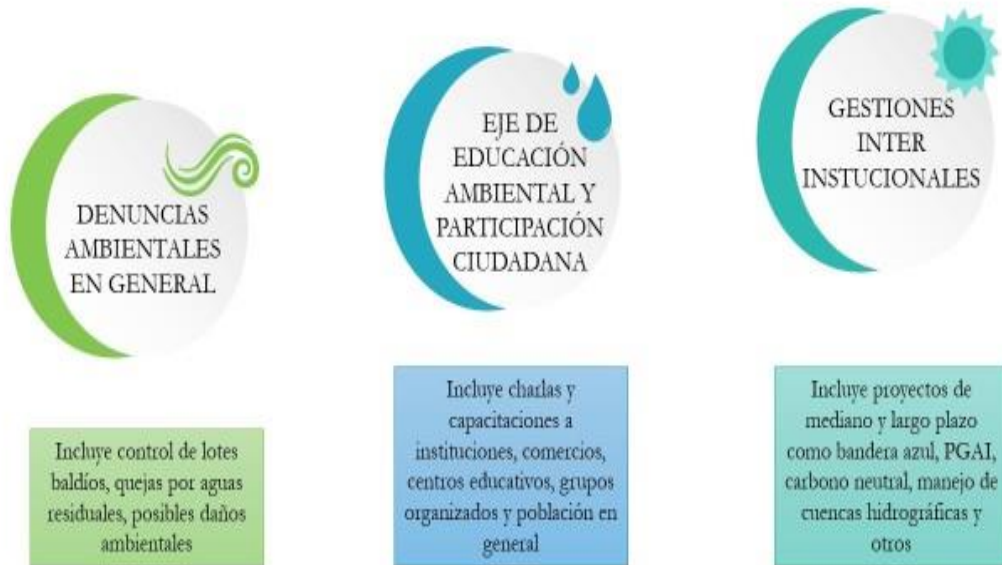 DENUNCIAS
AMBIENTALES
EN GENERAL
Incluye control de lotes
baldíos, quejas por aguas
residuales, posibles daños
ambientales
EJE DE
EDUCACIÓN
AMBIENTAL Y
PARTICIPACIÓN
CIUDADANA
Incluye charlas y
capacitaciones a
instituciones, comercios,
centros educativos, grupos
organizados y población en
general
GESTIONES
INTER
INSTUCIONALES
Incluye proyectos de
mediano y largo plazo
como bandera azul, PGAI,
carbono neutral, manejo de
cuencas hidrográficas y
otros